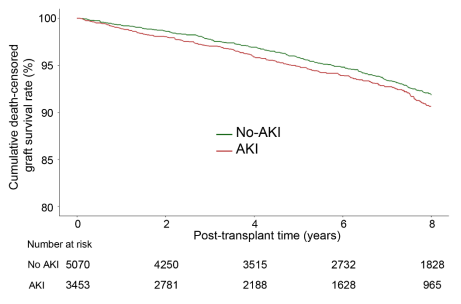 Cumulative death-censored
graft survival rate (%)
100
95
90
85
80
No-AKI
AKI
0 2 4 6 8
Post-transplant time (years)
Number at risk
No AKI 5070 4250 3515 2732 1828
AKI 3453 2781 2188 1628 965